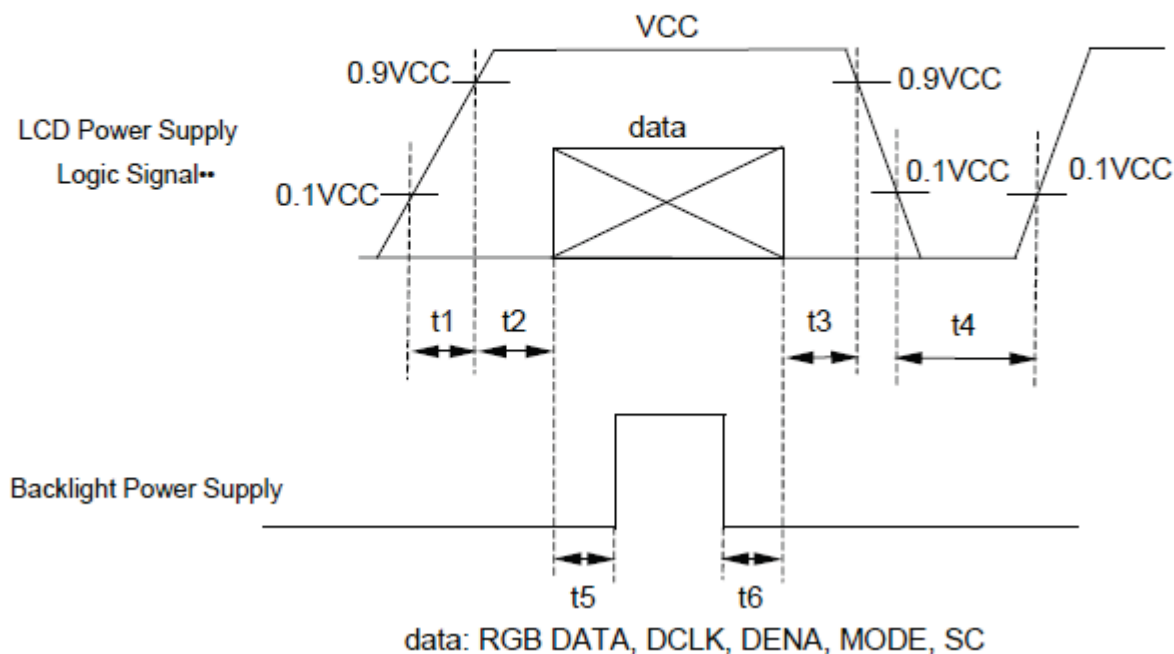 VCC
0.9VCC
0.9VCC
LCD Power Supply
data
Logic Signal••
0.1VCC
0.1VCC
0.1VCC
t1
t2
t3
t4
Backlight Power Supply
t5
t6
data: RGB DATA, DCLK, DENA, MODE, SC